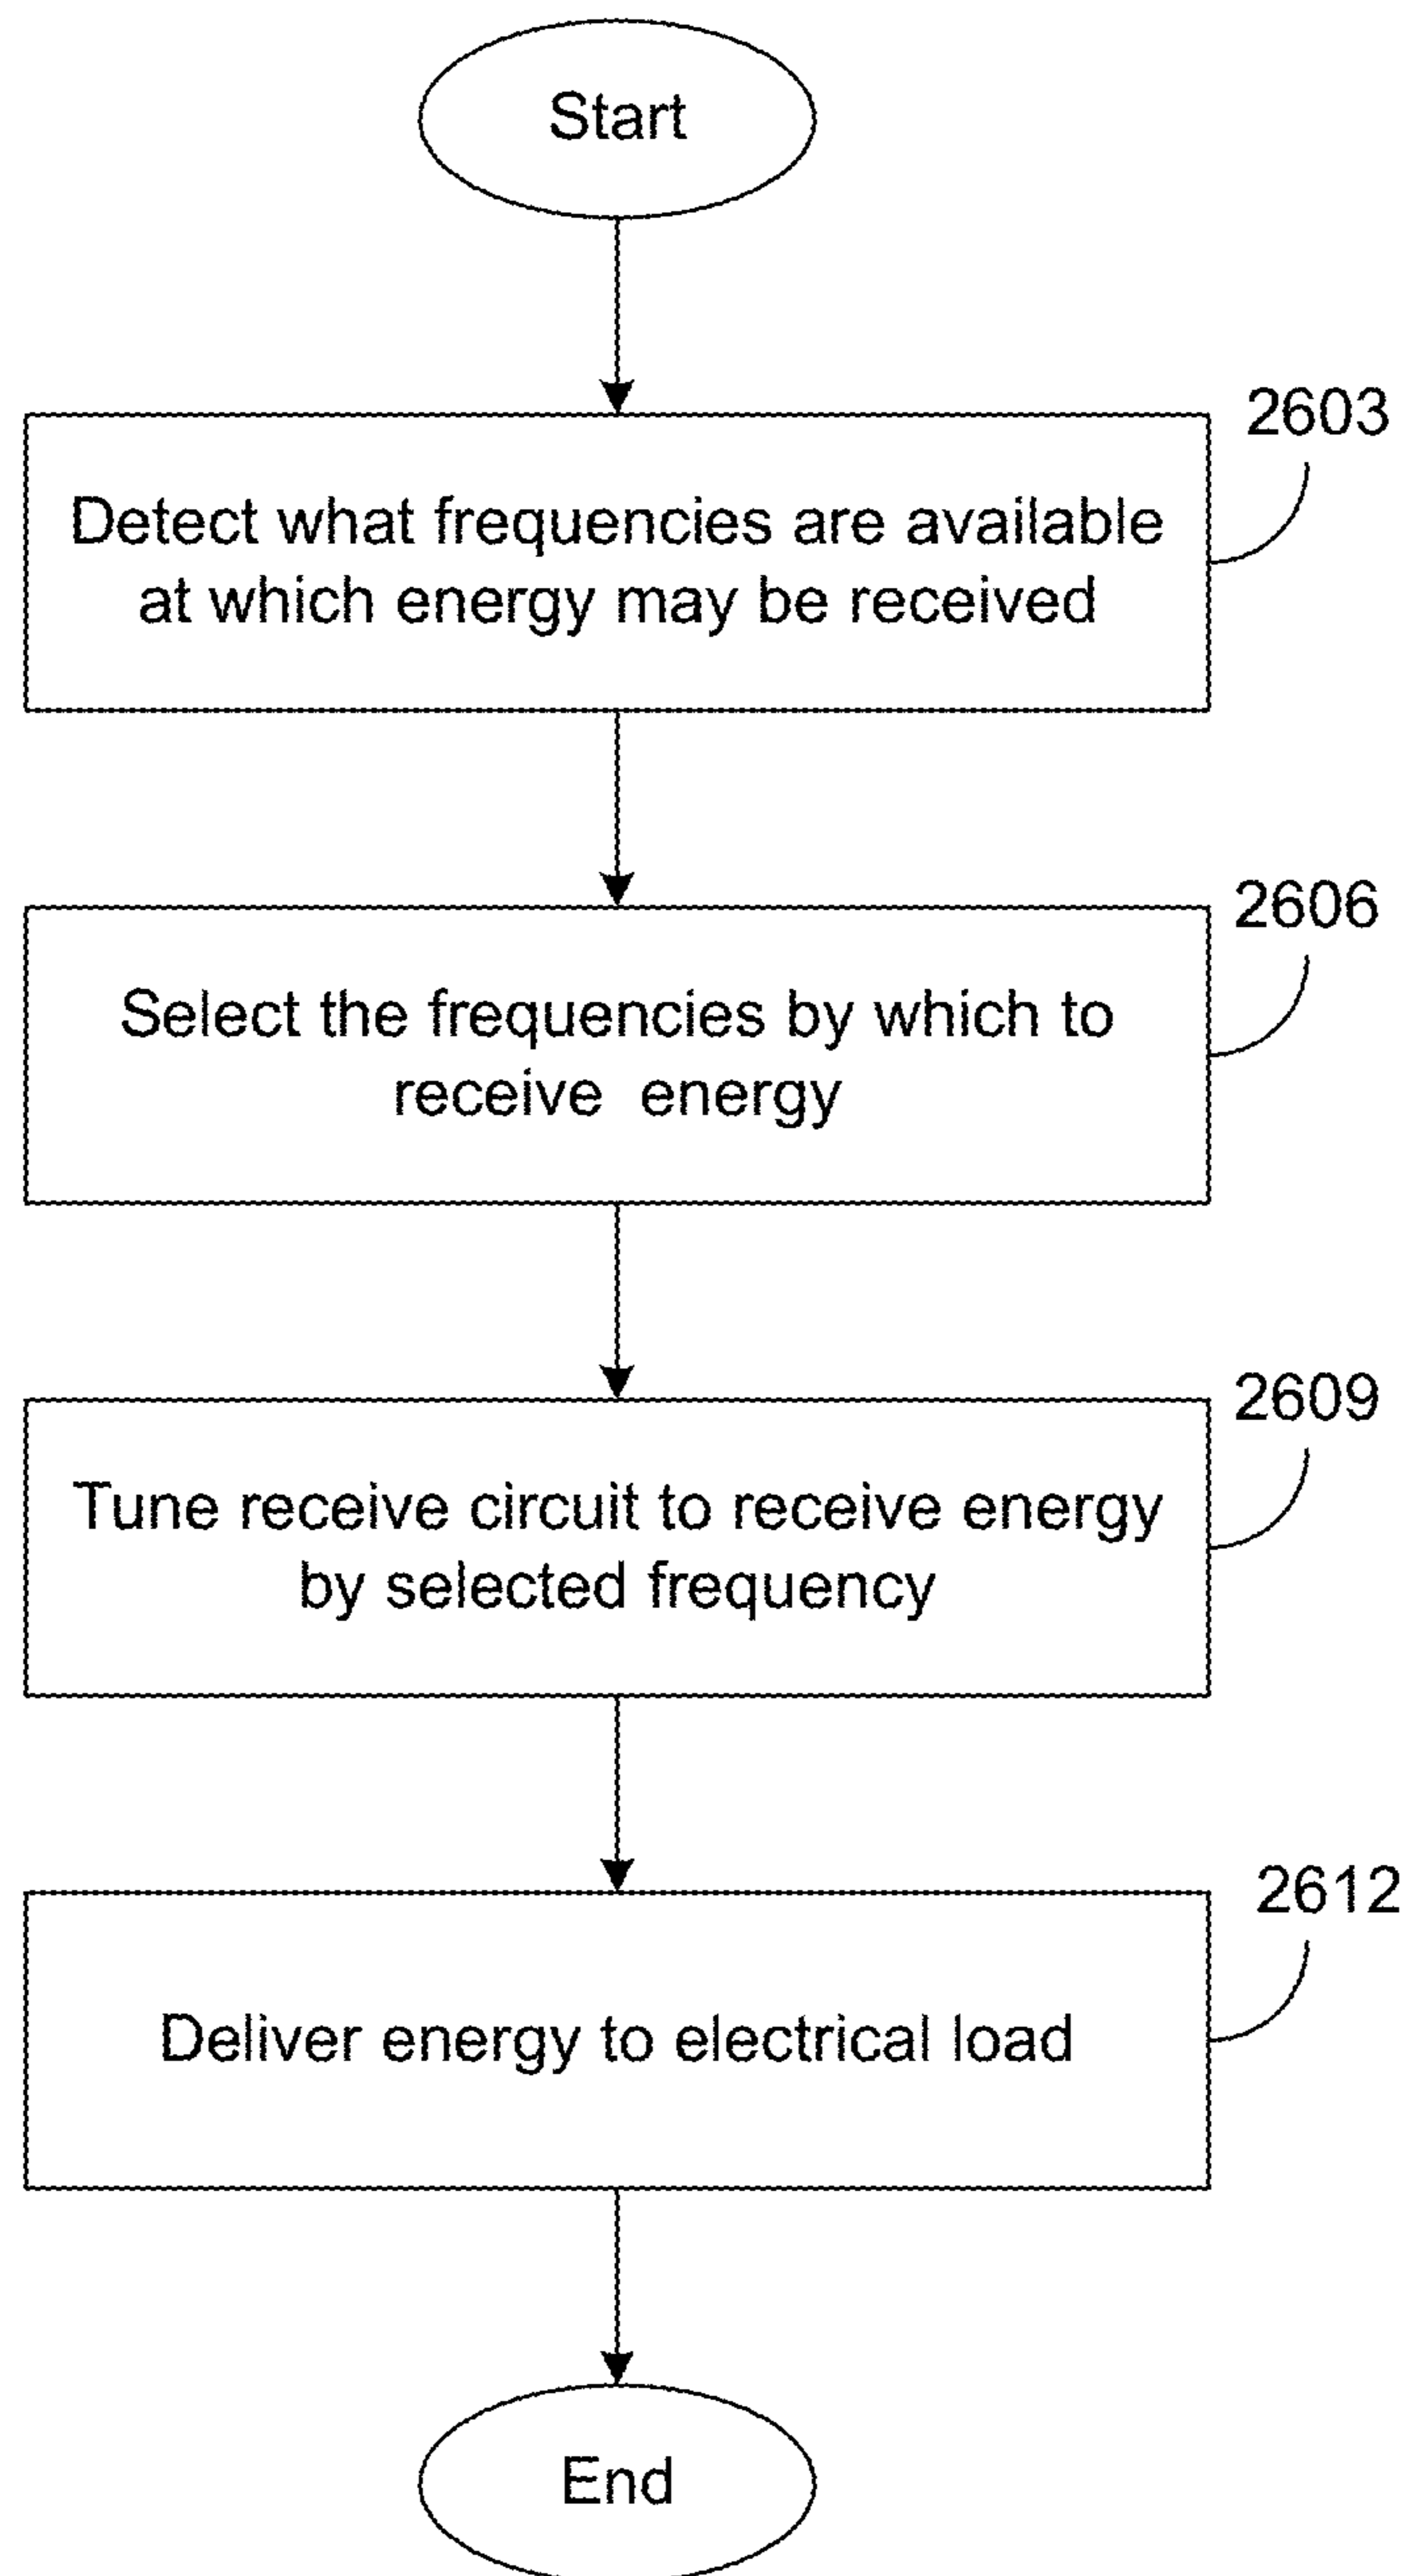 Start
2603
Detect what frequencies are available
at which energy may be received
2606
Select the frequencies by which to
receive  energy
2609
Tune receive circuit to receive energy
by selected frequency
2612
Deliver energy to electrical load
End